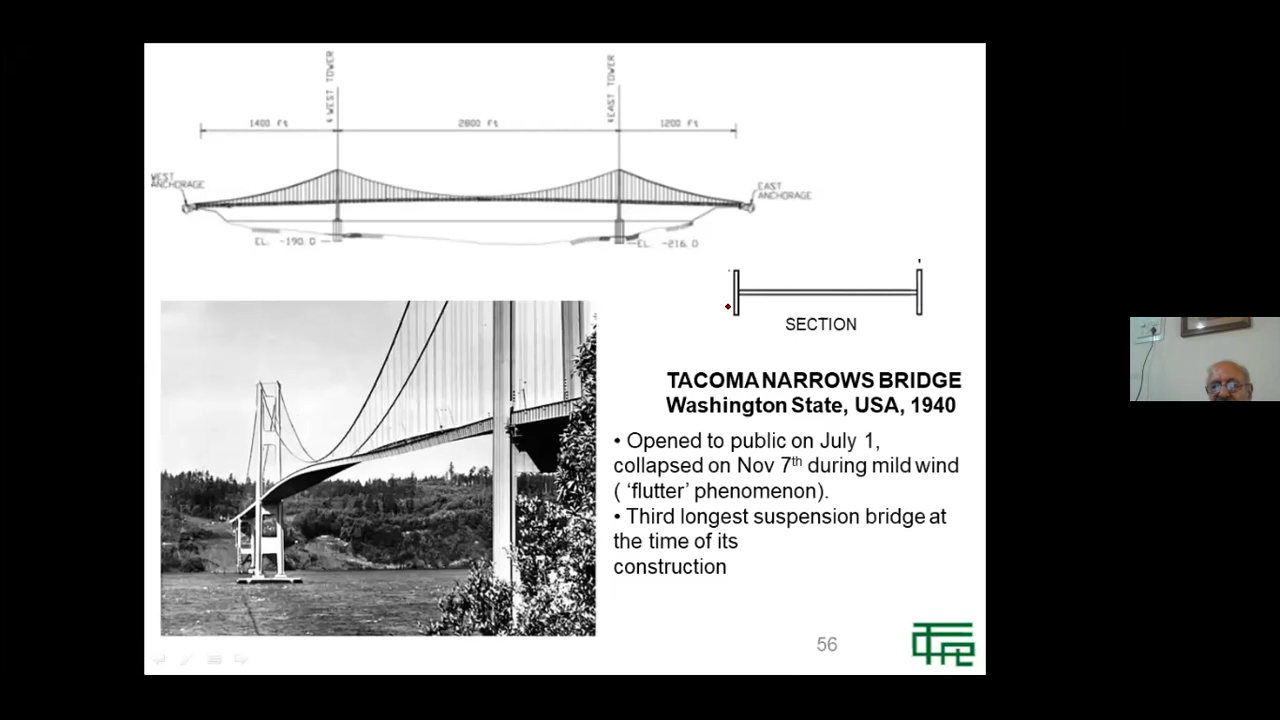 ₵ WEST TOWER
₵ EAST TOWER
1400 Ft
2800 Ft
1200 Ft
WEST
ANCHORAGE
EAST
ANCHORAGE
EL. -190.0
EL. -216.0
SECTION
TACOMA NARROWS BRIDGE
Washington State, USA, 1940
• Opened to public on July 1,
collapsed on Nov 7th during mild wind
( ‘flutter’ phenomenon).
• Third longest suspension bridge at
the time of its
construction
56